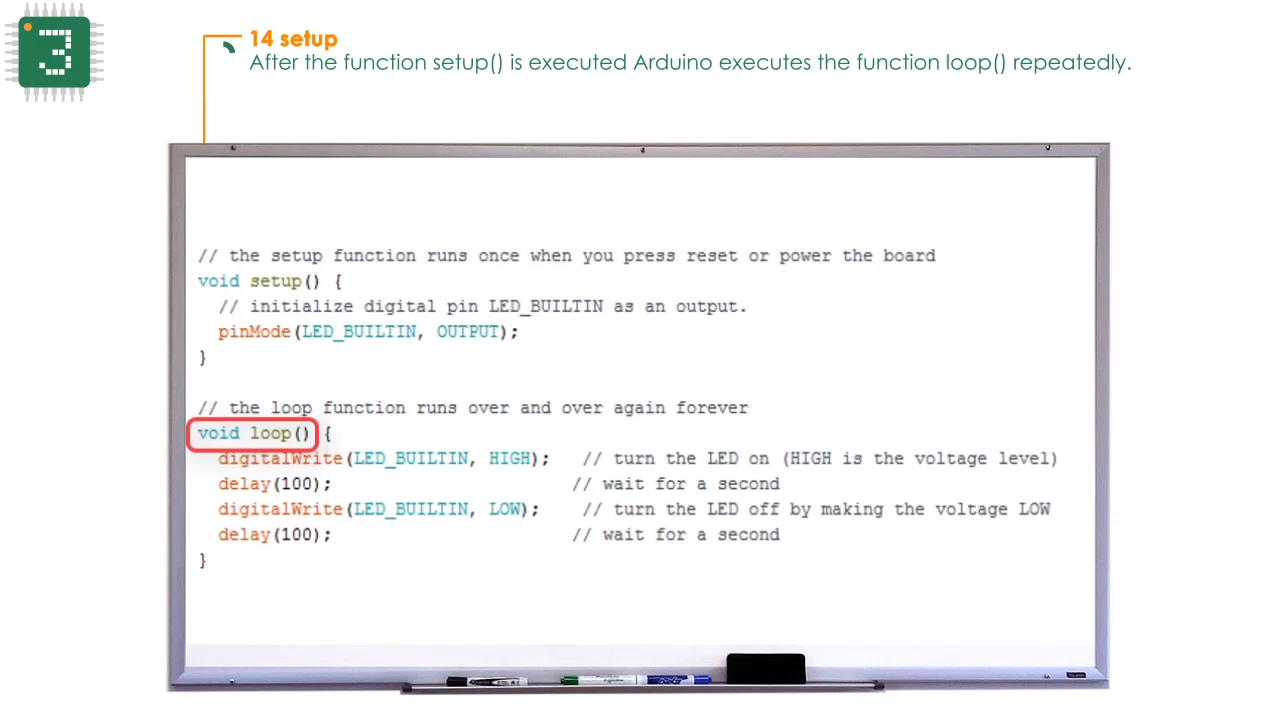 3
14 setup
After the function setup() is executed Arduino executes the function loop() repeatedly.
// the setup function runs once when you press reset or power the board
void setup() {
  // initialize digital pin LED_BUILTIN as an output.
  pinMode(LED_BUILTIN, OUTPUT);
}
// the loop function runs over and over again forever
void loop() {
  digitalWrite(LED_BUILTIN, HIGH);   // turn the LED on (HIGH is the voltage level)
  delay(100);                       // wait for a second
  digitalWrite(LED_BUILTIN, LOW);    // turn the LED off by making the voltage LOW
  delay(100);                       // wait for a second
}